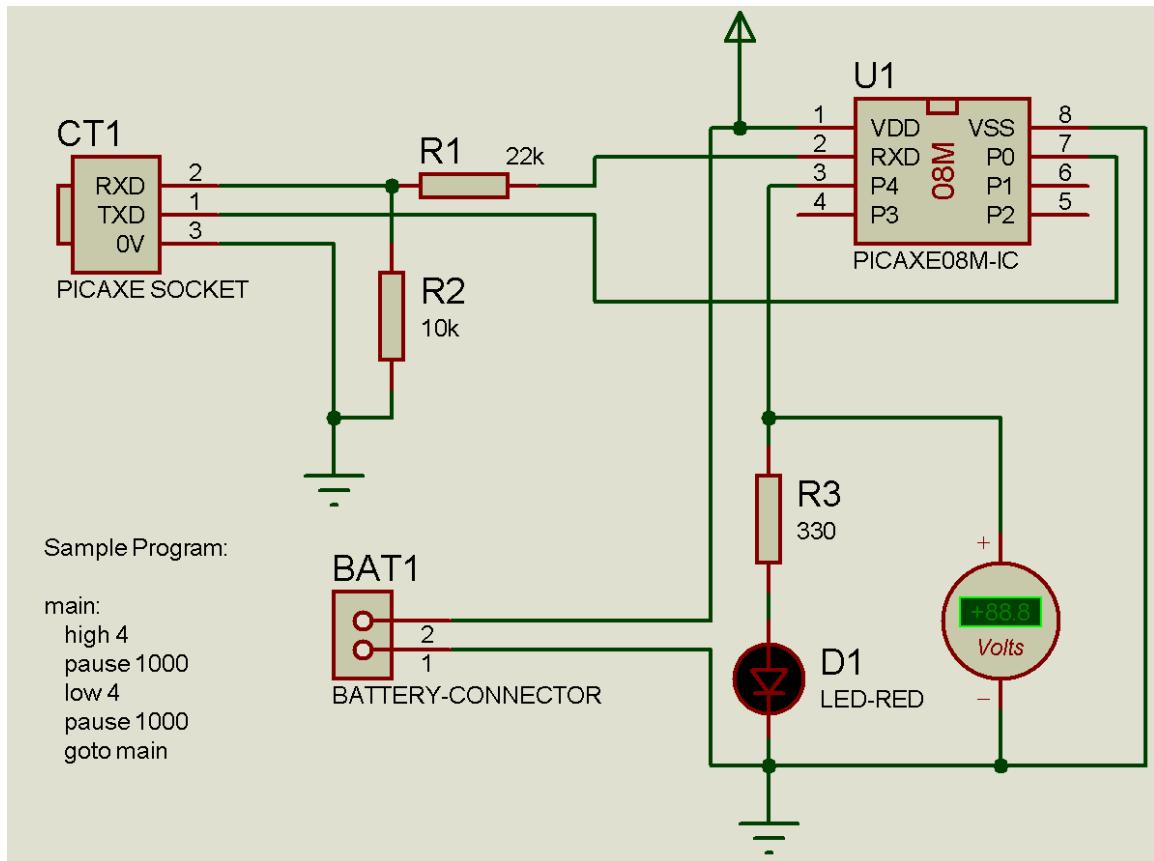 CT1
RXD
2
TXD
1
0V
3
PICAXE SOCKET
R1
22k
R2
10k
U1
1
VDD
VSS
8
2
RXD
P0
7
3
P4
P1
6
4
P3
P2
5
08M
PICAXE08M-IC
R3
330
+
+88.8
Volts
−
D1
LED-RED
BAT1
2
1
BATTERY-CONNECTOR
Sample Program:
main:
high 4
pause 1000
low 4
pause 1000
goto main